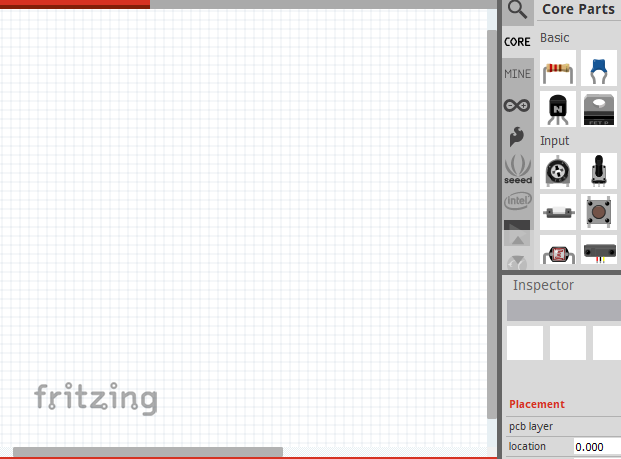 Core Parts
CORE
Basic
MINE
N
Input
seeed
intel
Inspector
fritzing
Placement
pcb layer
location 0.000